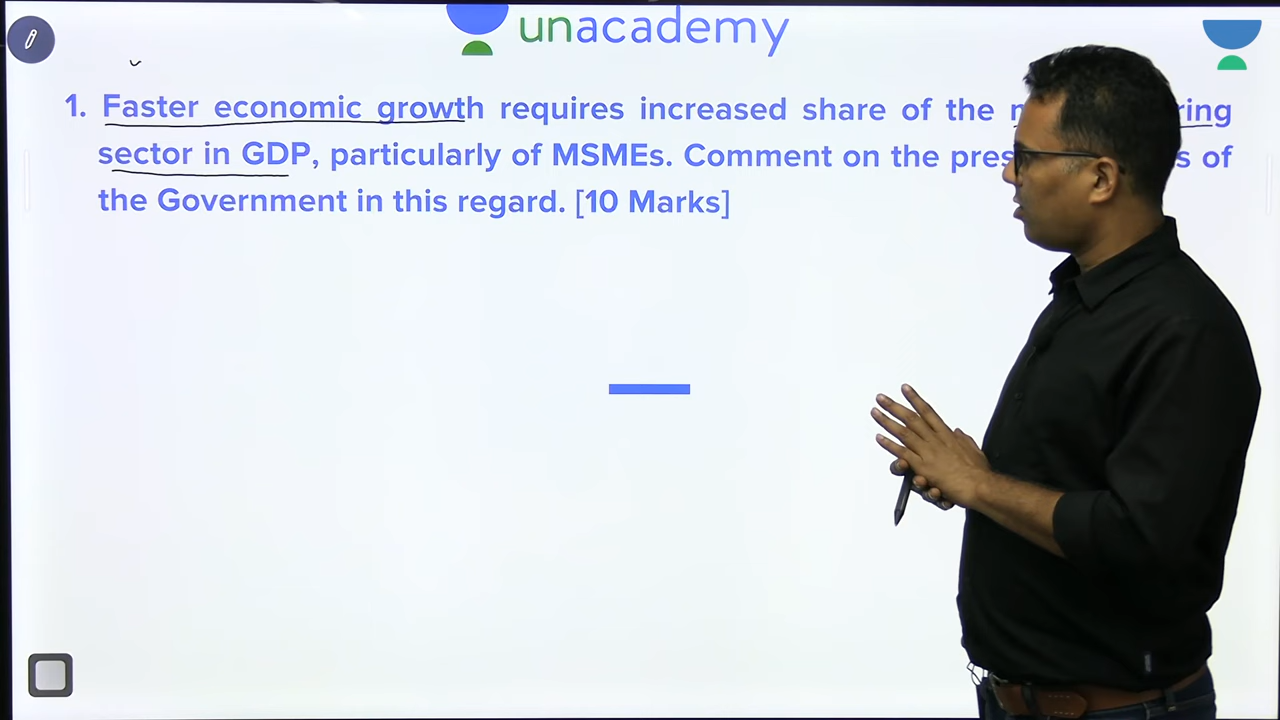 unacademy
1. Faster economic growth requires increased share of the
sector in GDP, particularly of MSMEs. Comment on the of
the Government in this regard. [10 Marks]